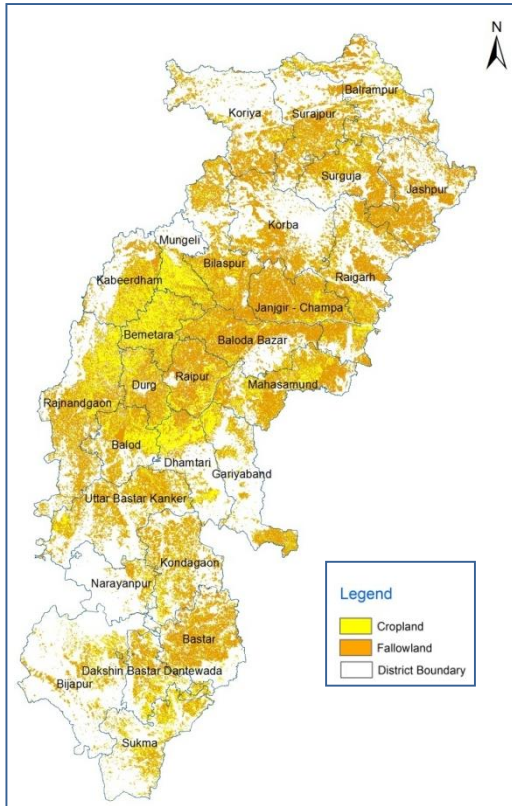 N
Balrampur
Koriya
Surajpur
Surguja
Jashpur
Korba
Mungeli
Bilaspur
Kabeerdham
Raigarh
Janjgir - Champa
Bemetara
Baloda Bazar
Durg
Raipur
Mahasamund
Rajnandgaon
Balod
Dhamtari
Gariyaband
Uttar Bastar Kanker
Kondagaon
Narayanpur
Legend
Cropland
Fallowland
District Boundary
Bastar
Dakshin Bastar Dantewada
Bijapur
Sukma